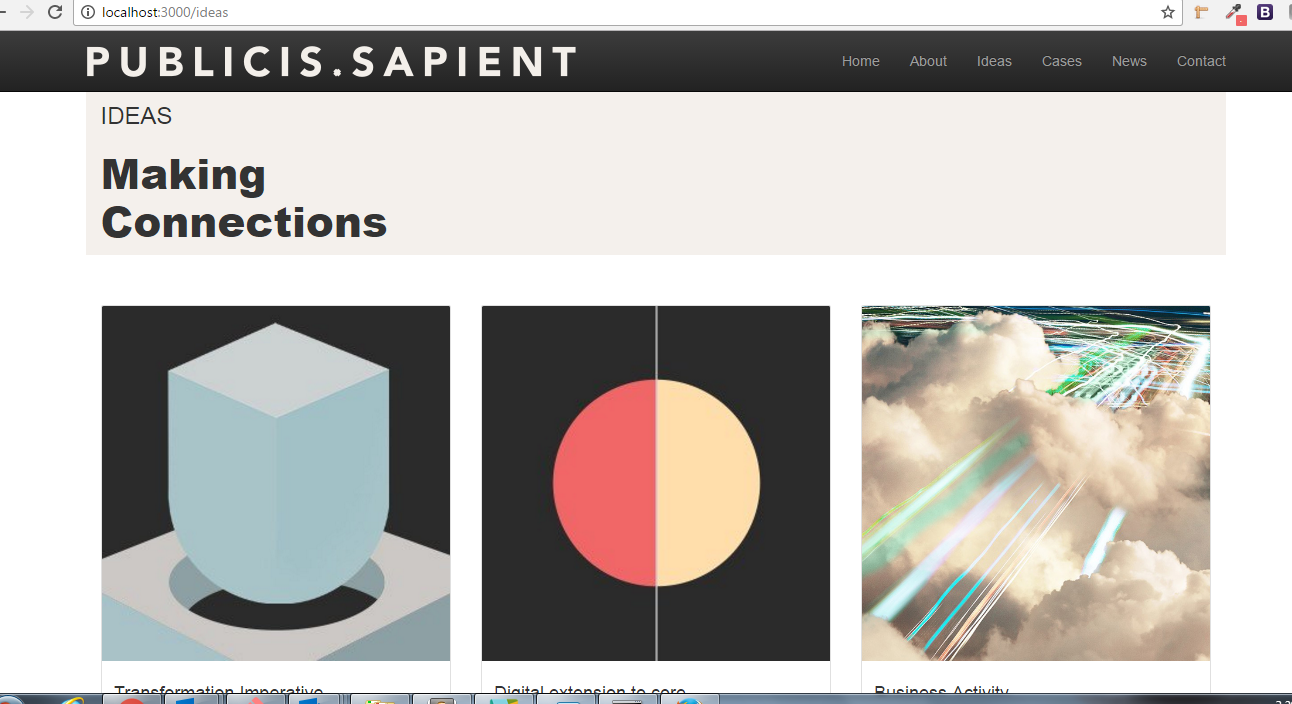 localhost:3000/ideas
B
PUBLICIS.SAPIENT
Home About Ideas Cases News Contact
IDEAS
Making
Connections
Transformation Imperative
Digital extension to core
Business Activity